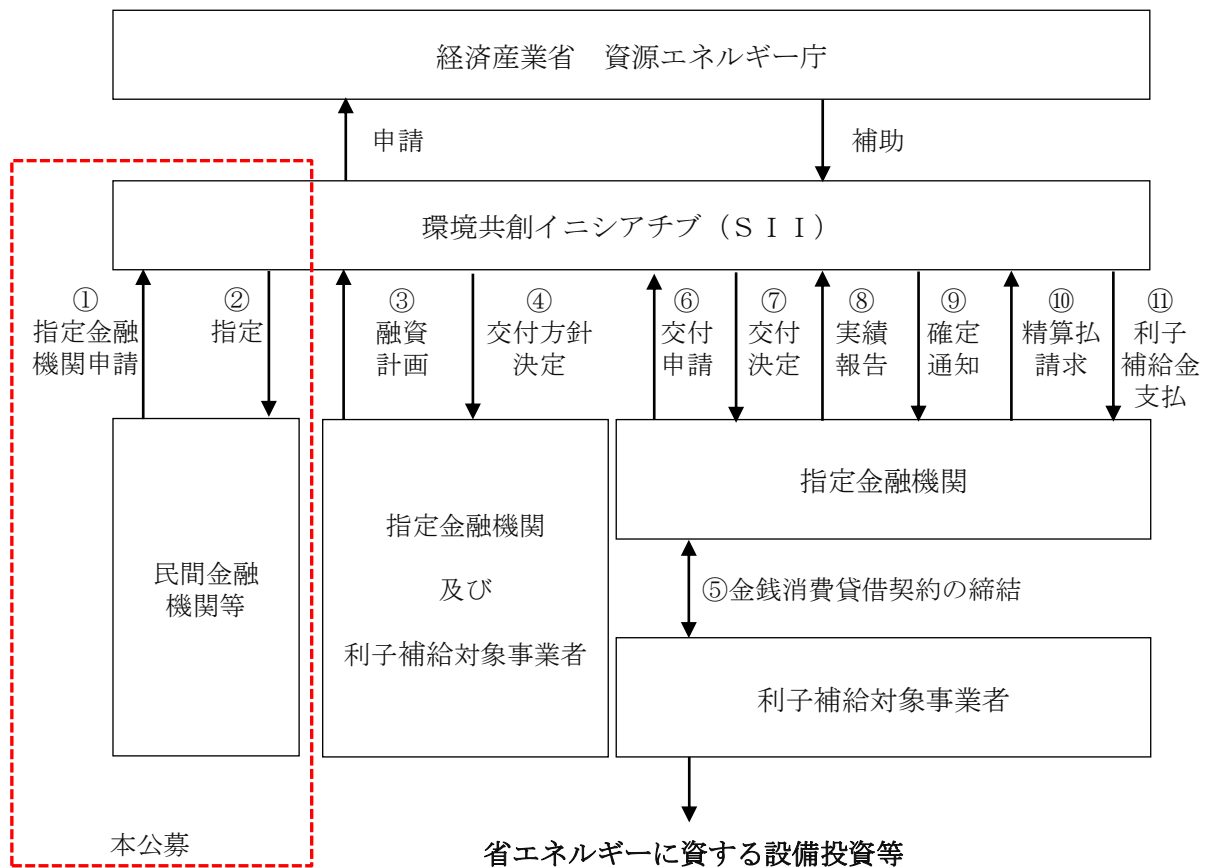 経済産業省　資源エネルギー庁
申請
補助
環境共創イニシアチブ（ＳＩＩ）
①
指定金融
機関申請
②
指定
③
融資
計画
④
交付方針
決定
⑥
交付
申請
⑦
交付
決定
⑧
実績
報告
⑨
確定
通知
⑩
精算払
請求
⑪
利子
補給金
支払
民間金融
機関等
指定金融機関
及び
利子補給対象事業者
指定金融機関
⑤金銭消費貸借契約の締結
利子補給対象事業者
本公募
省エネルギーに資する設備投資等